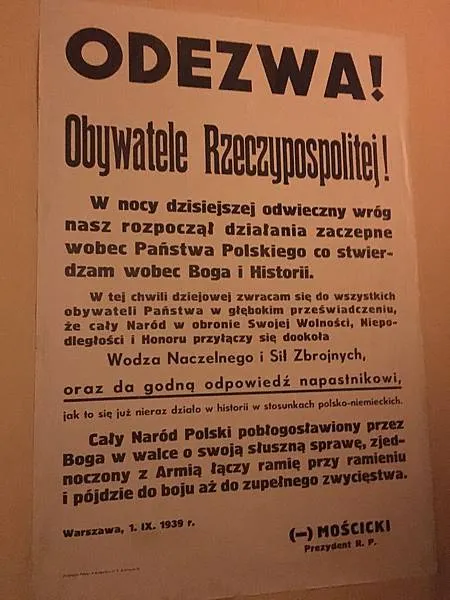 ODEZWA!
Obywatele Rzeczypospolitej!
W nocy dzisiejszej odwieczny wróg
nasz rozpoczął działania zaczepne
wobec Państwa Polskiego co stwier-
dzam wobec Boga i Historii.
W tej chwili dziejowej zwracam się do wszystkich
obywateli Państwa w głębokim przeświadczeniu,
że cały Naród w obronie Swojej Wolności, Niepo-
dległości i Honoru przyłączy się dookoła
Wodza Naczelnego i Sił Zbrojnych,
oraz da godną odpowiedź napastnikowi,
jak to się już nieraz działo w historii w stosunkach polsko-niemieckich.
Cały Naród Polski pobłogosławiony przez
Boga w walce o swoją słuszną sprawę, zjed-
noczony z Armią łączy ramię przy ramieniu
i pójdzie do boju aż do zupełnego zwycięstwa.
Warszawa, 1. IX. 1939 r.
(—) MOŚCICKI
Prezydent R. P.